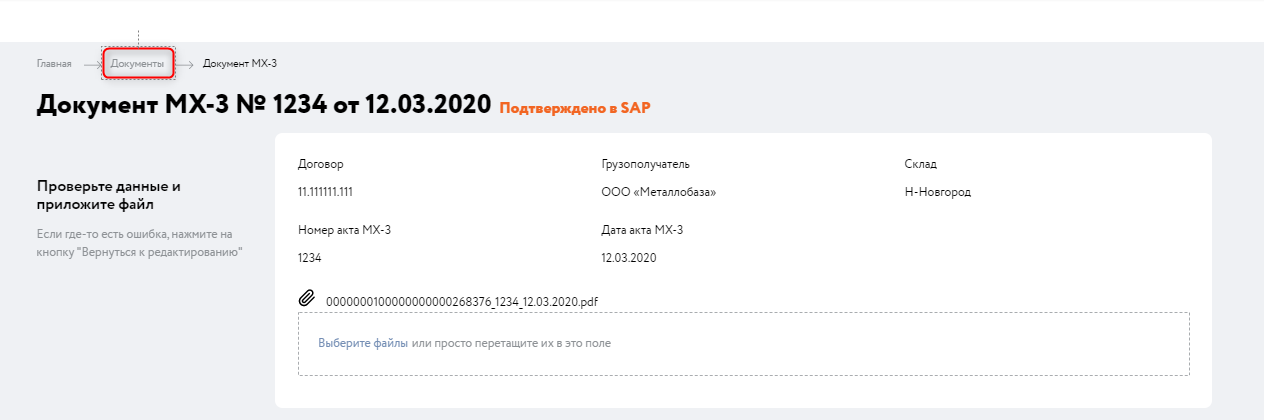 Главная Документы Документ МХ-3
Документ МХ-3 № 1234 от 12.03.2020 Подтверждено в SAP
Проверьте данные и
приложите файл
Если где-то есть ошибка, нажмите на
кнопку "Вернуться к редактированию"
Договор Грузополучатель Склад
11.111111.111 ООО «Металлобаза» Н-Новгород
Номер акта МХ-3 Дата акта МХ-3
1234 12.03.2020
0000000100000000000268376_1234_12.03.2020.pdf
Выберите файлы или просто перетащите их в это поле